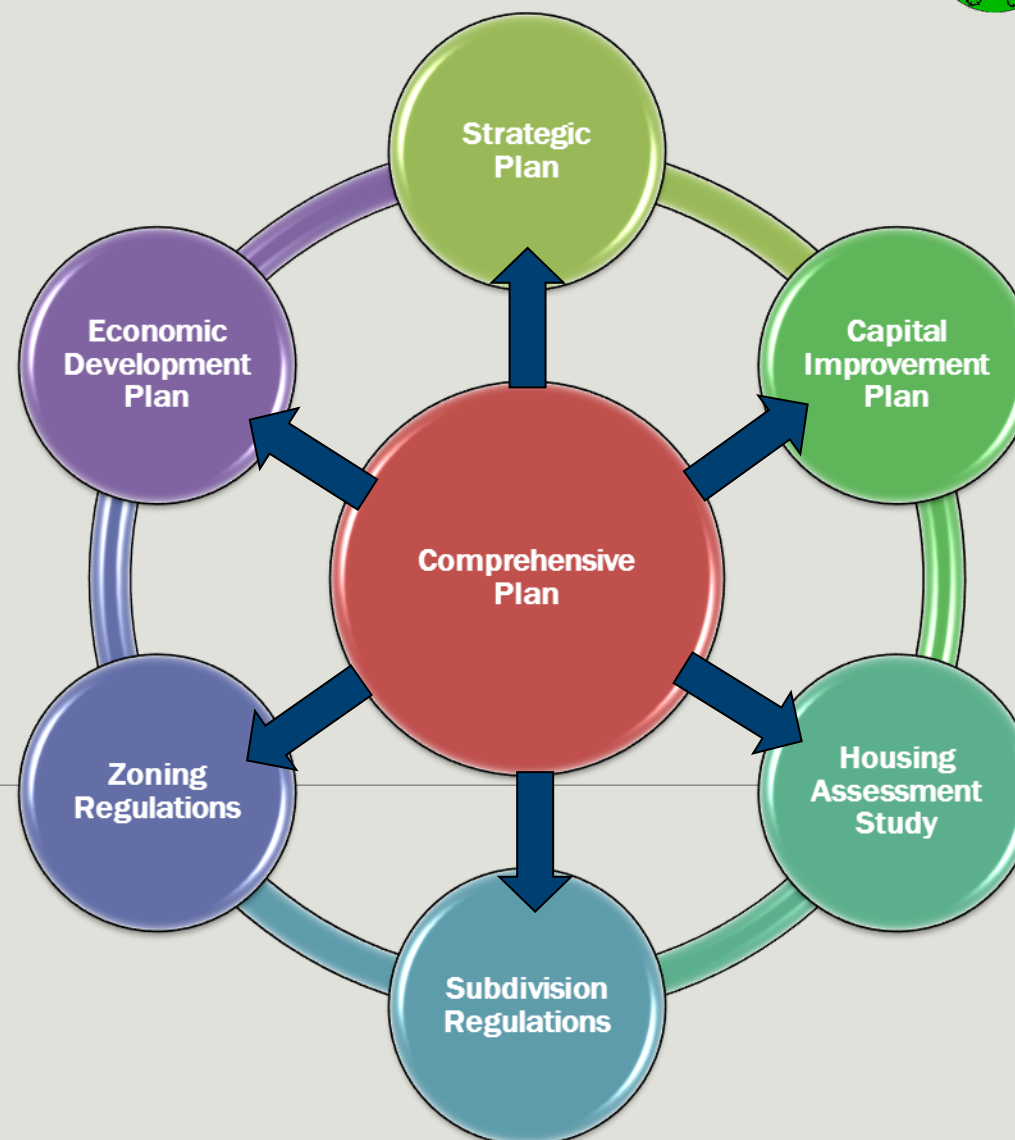 Strategic
Plan
Economic
Development
Plan
Capital
Improvement
Plan
Comprehensive
Plan
Zoning
Regulations
Housing
Assessment
Study
Subdivision
Regulations